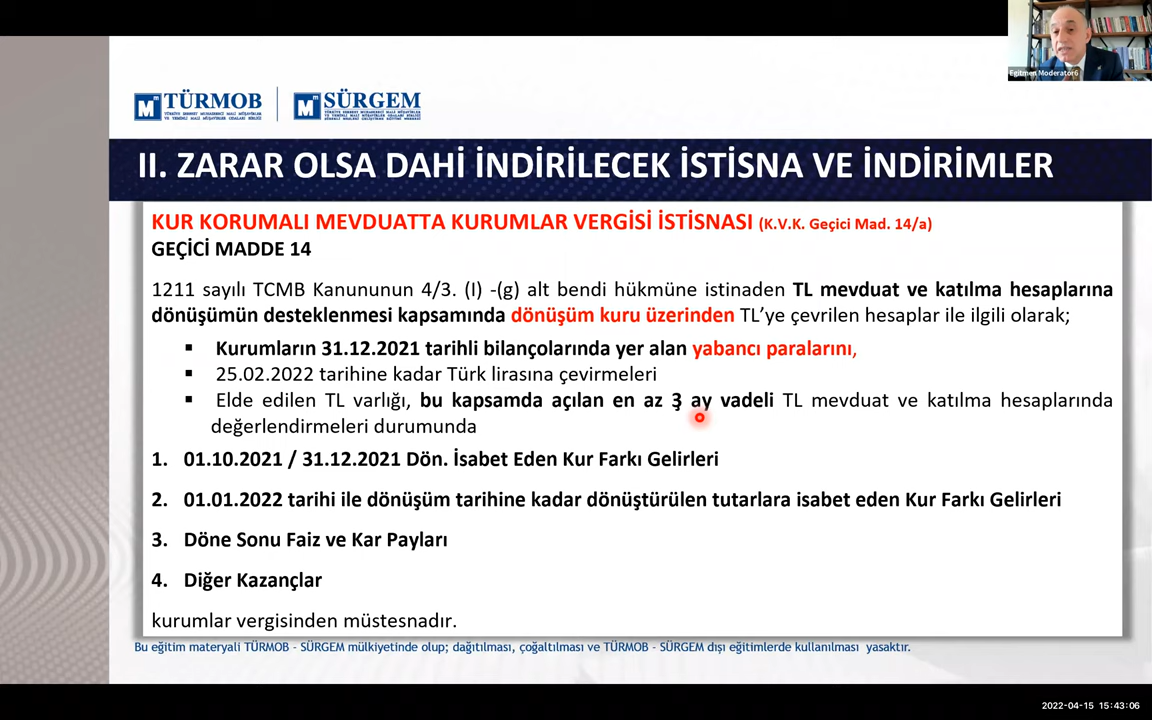 Egitmen Moderator6
TÜRMOB
SÜRGEM
II. ZARAR OLSA DAHİ İNDİRİLECEK İSTİSNA VE İNDİRİMLER
KUR KORUMALI MEVDUATTA KURUMLAR VERGİSİ İSTİSNASI (K.V.K. Geçici Mad. 14/a)
GEÇİCİ MADDE 14
1211 sayılı TCMB Kanununun 4/3. (I) -(g) alt bendi hükmüne istinaden TL mevduat ve katılma hesaplarına
dönüşümün desteklenmesi kapsamında dönüşüm kuru üzerinden TL’ye çevrilen hesaplar ile ilgili olarak;
▪ Kurumların 31.12.2021 tarihli bilançolarında yer alan yabancı paralarını,
▪ 25.02.2022 tarihine kadar Türk lirasına çevirmeleri
▪ Elde edilen TL varlığı, bu kapsamda açılan en az 3 ay vadeli TL mevduat ve katılma hesaplarında
değerlendirmeleri durumunda
1. 01.10.2021 / 31.12.2021 Dön. İsabet Eden Kur Farkı Gelirleri
2. 01.01.2022 tarihi ile dönüşüm tarihine kadar dönüştürülen tutarlara isabet eden Kur Farkı Gelirleri
3. Döne Sonu Faiz ve Kar Payları
4. Diğer Kazançlar
kurumlar vergisinden müstesnadır.
Bu eğitim materyali TÜRMOB - SÜRGEM mülkiyetinde olup; dağıtılması, çoğaltılması ve TÜRMOB - SÜRGEM dışı eğitimlerde kullanılması yasaktır.
2022-04-15 15:43:06